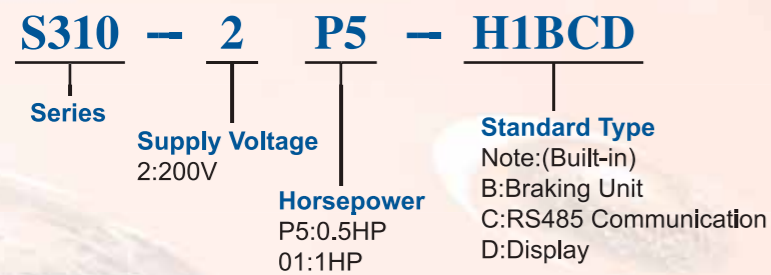 S310 – 2 P5 – H1BCD
Series
Supply Voltage
2:200V
Horsepower
P5:0.5HP
01:1HP
Standard Type
Note:(Built-in)
B:Braking Unit
C:RS485 Communication
D:Display